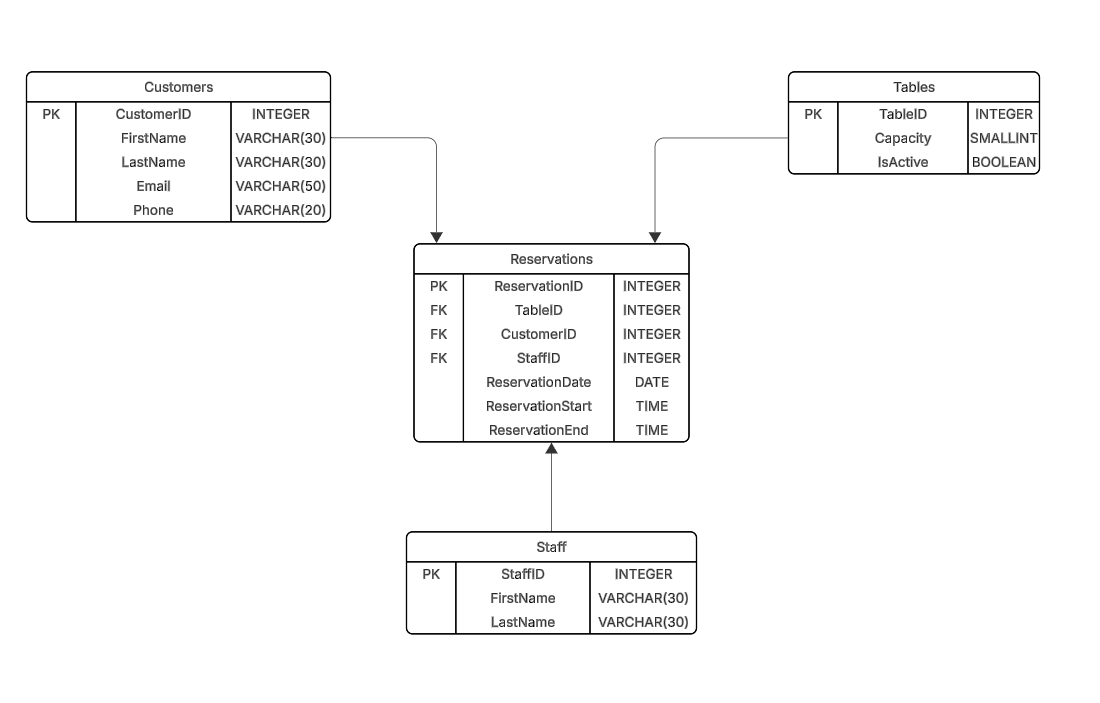 Customers
PK CustomerID INTEGER
FirstName VARCHAR(30)
LastName VARCHAR(30)
Email VARCHAR(50)
Phone VARCHAR(20)
Tables
PK TableID INTEGER
Capacity SMALLINT
IsActive BOOLEAN
Reservations
PK ReservationID INTEGER
FK TableID INTEGER
FK CustomerID INTEGER
FK StaffID INTEGER
ReservationDate DATE
ReservationStart TIME
ReservationEnd TIME
Staff
PK StaffID INTEGER
FirstName VARCHAR(30)
LastName VARCHAR(30)